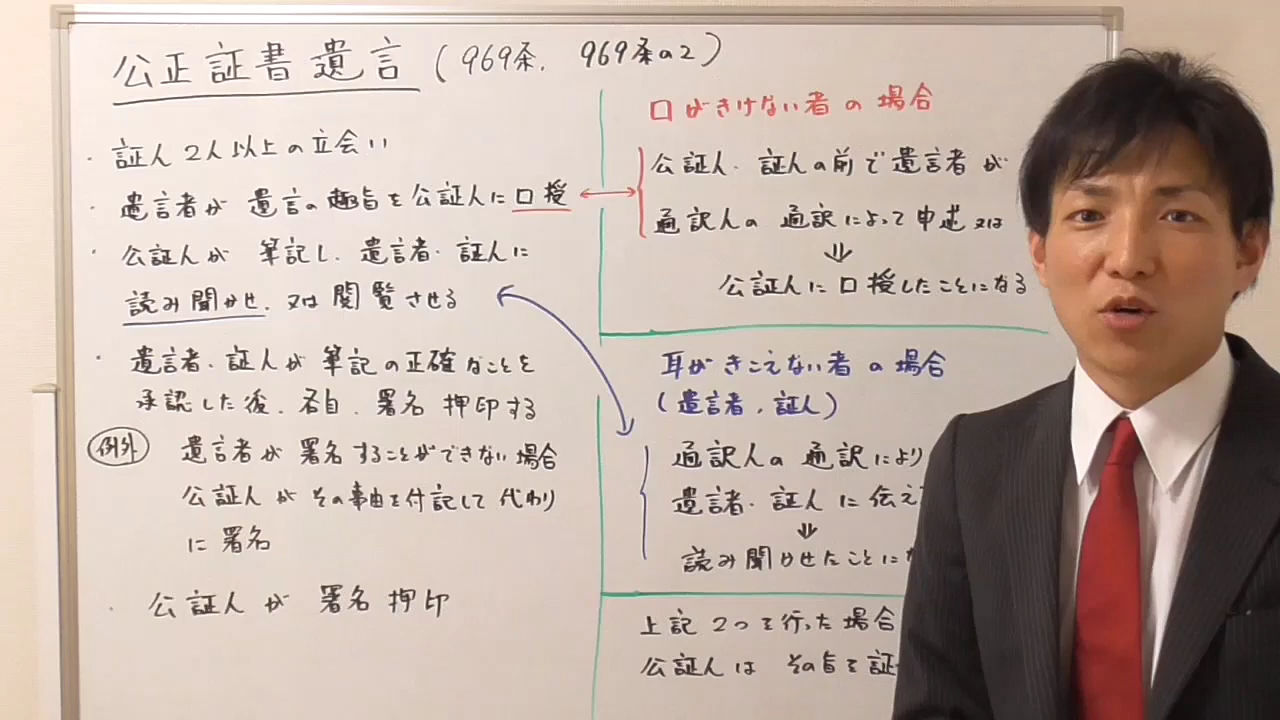 公正証書遺言(969条、969条の2)
・証人2人以上の立会い
・遺言者が遺言の趣旨を公証人に口授
・公証人が筆記し、遺言者・証人に
読み聞かせ、又は閲覧させる
・遺言者・証人が筆記の正確なことを
承認した後、各自、署名押印する
例外 遺言者が署名することができない場合
公証人がその事由を付記して代わり
に署名
・公証人が署名押印
口がきけない者の場合
公証人・証人の前で遺言者が
通訳人の通訳によって申述又は
⇓
公証人に口授したことになる
耳がきこえない者の場合
(遺言者、証人)
通訳人の通訳により
遺言者・証人に伝え
⇓
読み聞かせたことに
上記2つを行った場合
公証人はその旨を証